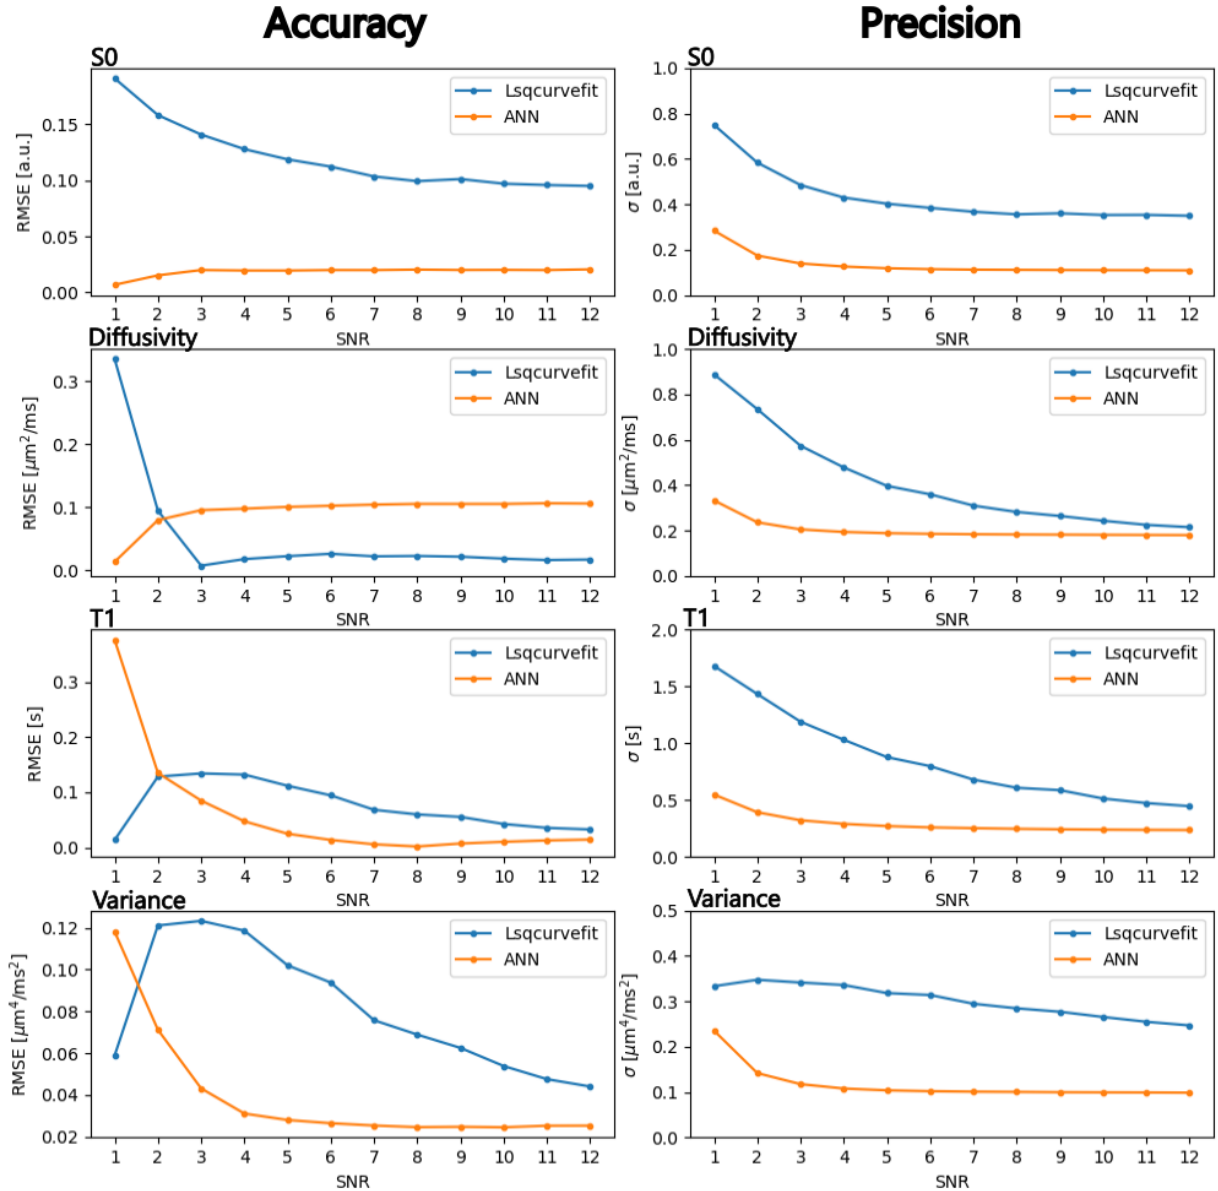 Accuracy
Precision
S0
Lsqcurvefit
ANN
RMSE [a.u.]
0.15
0.10
0.05
0.00
1 2 3 4 5 6 7 8 9 10 11 12
SNR
S0
Lsqcurvefit
ANN
σ [a.u.]
1.0
0.8
0.6
0.4
0.2
0.0
1 2 3 4 5 6 7 8 9 10 11 12
SNR
Diffusivity
Lsqcurvefit
ANN
RMSE [μm²/ms]
0.3
0.2
0.1
0.0
1 2 3 4 5 6 7 8 9 10 11 12
SNR
Diffusivity
Lsqcurvefit
ANN
σ [μm²/ms]
1.0
0.8
0.6
0.4
0.2
0.0
1 2 3 4 5 6 7 8 9 10 11 12
SNR
T1
Lsqcurvefit
ANN
RMSE [s]
0.3
0.2
0.1
0.0
1 2 3 4 5 6 7 8 9 10 11 12
SNR
T1
Lsqcurvefit
ANN
σ [s]
2.0
1.5
1.0
0.5
0.0
1 2 3 4 5 6 7 8 9 10 11 12
SNR
Variance
Lsqcurvefit
ANN
RMSE [μm⁴/ms²]
0.12
0.10
0.08
0.06
0.04
0.02
1 2 3 4 5 6 7 8 9 10 11 12
SNR
Variance
Lsqcurvefit
ANN
σ [μm⁴/ms²]
0.5
0.4
0.3
0.2
0.1
0.0
1 2 3 4 5 6 7 8 9 10 11 12
SNR